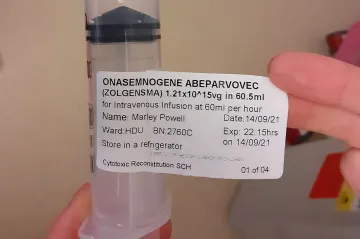 ONASEMNOGENE ABEPARVOVEC
(ZOLGENSMA) 1.21x10^15vg in 60.5ml
for Intravenous Infusion at 60ml per hour
Name: Marley Powell Date:14/09/21
Ward:HDU BN:2760C Exp: 22.15hrs
Store in a refrigerator on 14/09/21
Cytotoxic Reconstitution SCH 01 of 04